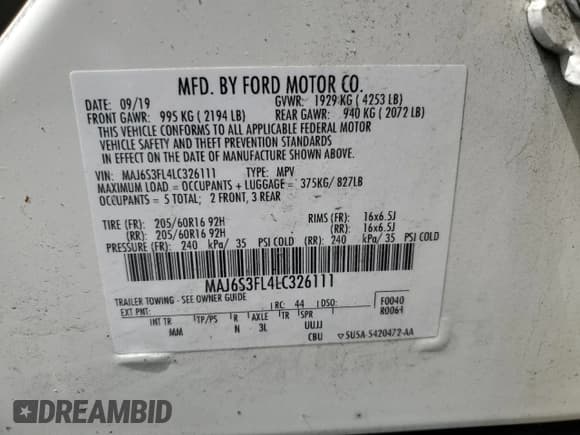 MFD. BY FORD MOTOR CO.
DATE: 09/19 GVWR: 1929 KG ( 4253 LB)
FRONT GAWR: 995 KG ( 2194 LB) REAR GAWR: 940 KG ( 2072 LB)
THIS VEHICLE CONFORMS TO ALL APPLICABLE FEDERAL MOTOR
VEHICLE SAFETY AND THEFT PREVENTION STANDARDS
IN EFFECT ON THE DATE OF MANUFACTURE SHOWN ABOVE.
VIN: MAJ6S3FL4LC326111 TYPE: MPV
MAXIMUM LOAD = OCCUPANTS + LUGGAGE = 375KG/ 827LB
OCCUPANTS = 5 TOTAL; 2 FRONT, 3 REAR
TIRE (FR): 205/60R16 92H RIMS (FR): 16x6.5J
(RR): 205/60R16 92H (RR): 16x6.5J
PRESSURE (FR): 240 kPa/ 35 PSI COLD (RR): 240 kPa/ 35 PSI COLD
MAJ6S3FL4LC326111
TRAILER TOWING - SEE OWNER GUIDE
EXT PNT: RC: 44 DSO: F0040
R0061
INT TR TP/PS R AXLE TR SPR
MM N 3L UUJJ
CBU ▽SU5A-5420472-AA
DREAMBID